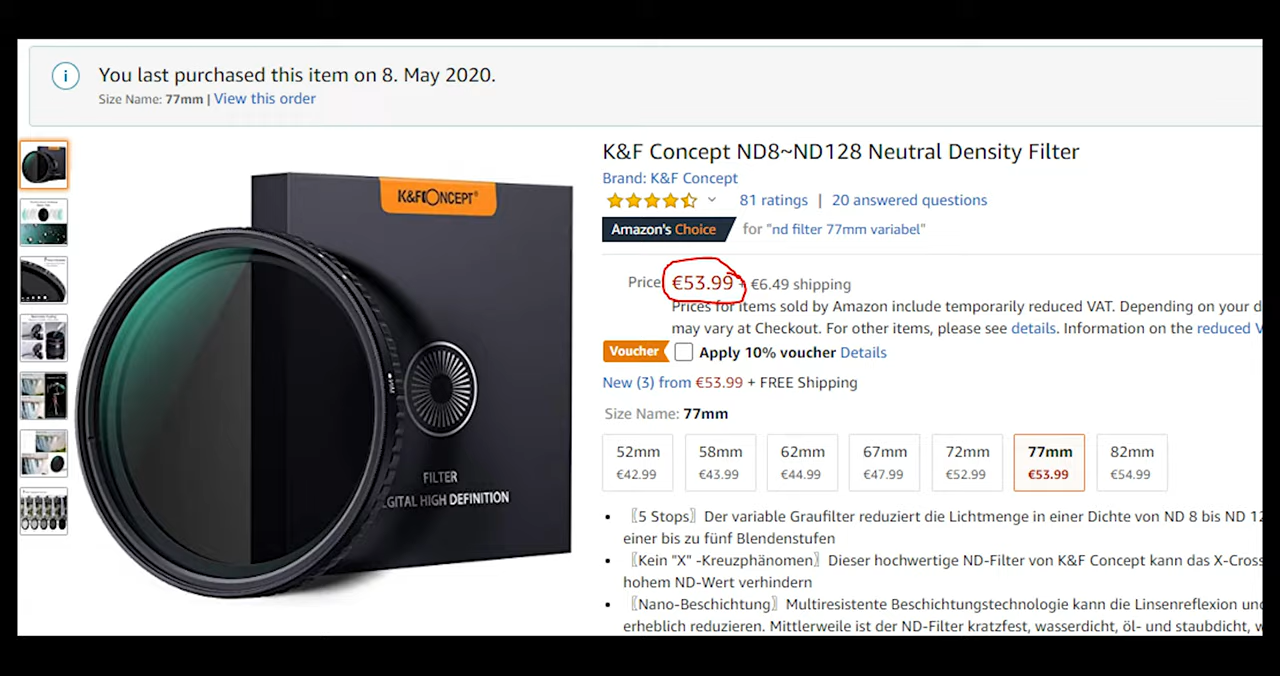 You last purchased this item on 8. May 2020.
Size Name: 77mm | View this order
K&F Concept ND8~ND128 Neutral Density Filter
Brand: K&F Concept
81 ratings | 20 answered questions
Amazon's Choice for "nd filter 77mm variabel"
Price: €53.99 + €6.49 shipping
Prices for items sold by Amazon include temporarily reduced VAT. Depending on your d
may vary at Checkout. For other items, please see details. Information on the reduced V
Voucher Apply 10% voucher Details
New (3) from €53.99 + FREE Shipping
Size Name: 77mm
52mm 58mm 62mm 67mm 72mm 77mm 82mm
€42.99 €43.99 €44.99 €47.99 €52.99 €53.99 €54.99
• 〖5 Stops〗Der variable Graufilter reduziert die Lichtmenge in einer Dichte von ND 8 bis ND 12
einer bis zu fünf Blendenstufen
• 〖Kein "X" -Kreuzphänomen〗Dieser hochwertige ND-Filter von K&F Concept kann das X-Cross
hohem ND-Wert verhindern
• 〖Nano-Beschichtung〗Multiresistente Beschichtungstechnologie kann die Linsenreflexion und
erheblich reduzieren. Mittlerweile ist der ND-Filter kratzfest, wasserdicht, öl- und staubdicht, w
K&F CONCEPT®
FILTER
GITAL HIGH DEFINITION